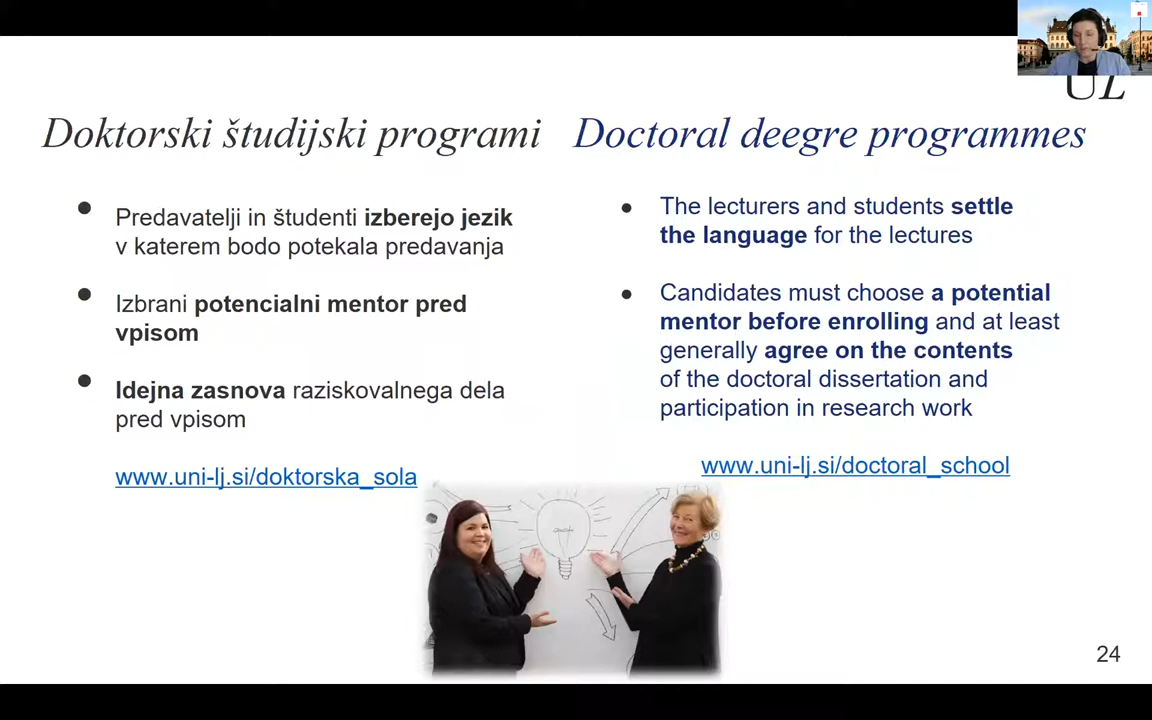 UL
Doktorski študijski programi
Predavatelji in študenti izberejo jezik
v katerem bodo potekala predavanja
Izbrani potencialni mentor pred
vpisom
Idejna zasnova raziskovalnega dela
pred vpisom
www.uni-lj.si/doktorska_sola
Doctoral deegre programmes
The lecturers and students settle
the language for the lectures
Candidates must choose a potential
mentor before enrolling and at least
generally agree on the contents
of the doctoral dissertation and
participation in research work
www.uni-lj.si/doctoral_school
24